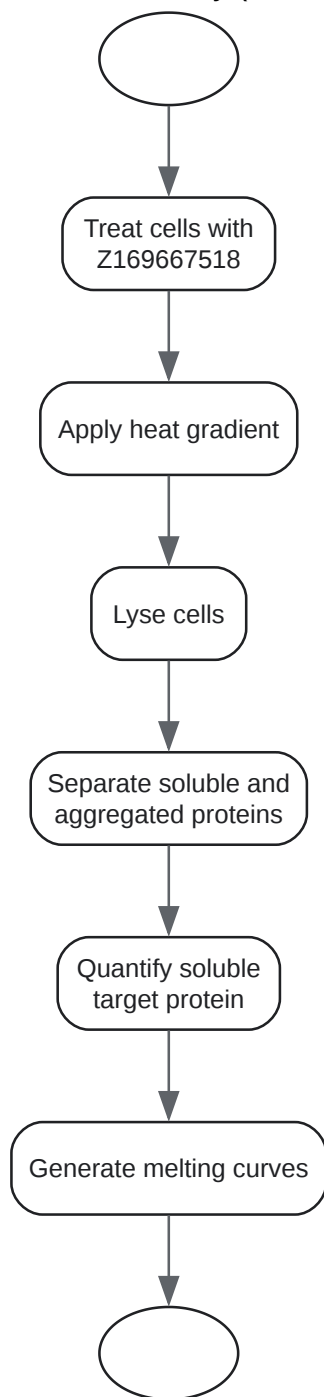 Treat cells with
Z169667518
Apply heat gradient
Lyse cells
Separate soluble and
aggregated proteins
Quantify soluble
target protein
Generate melting curves